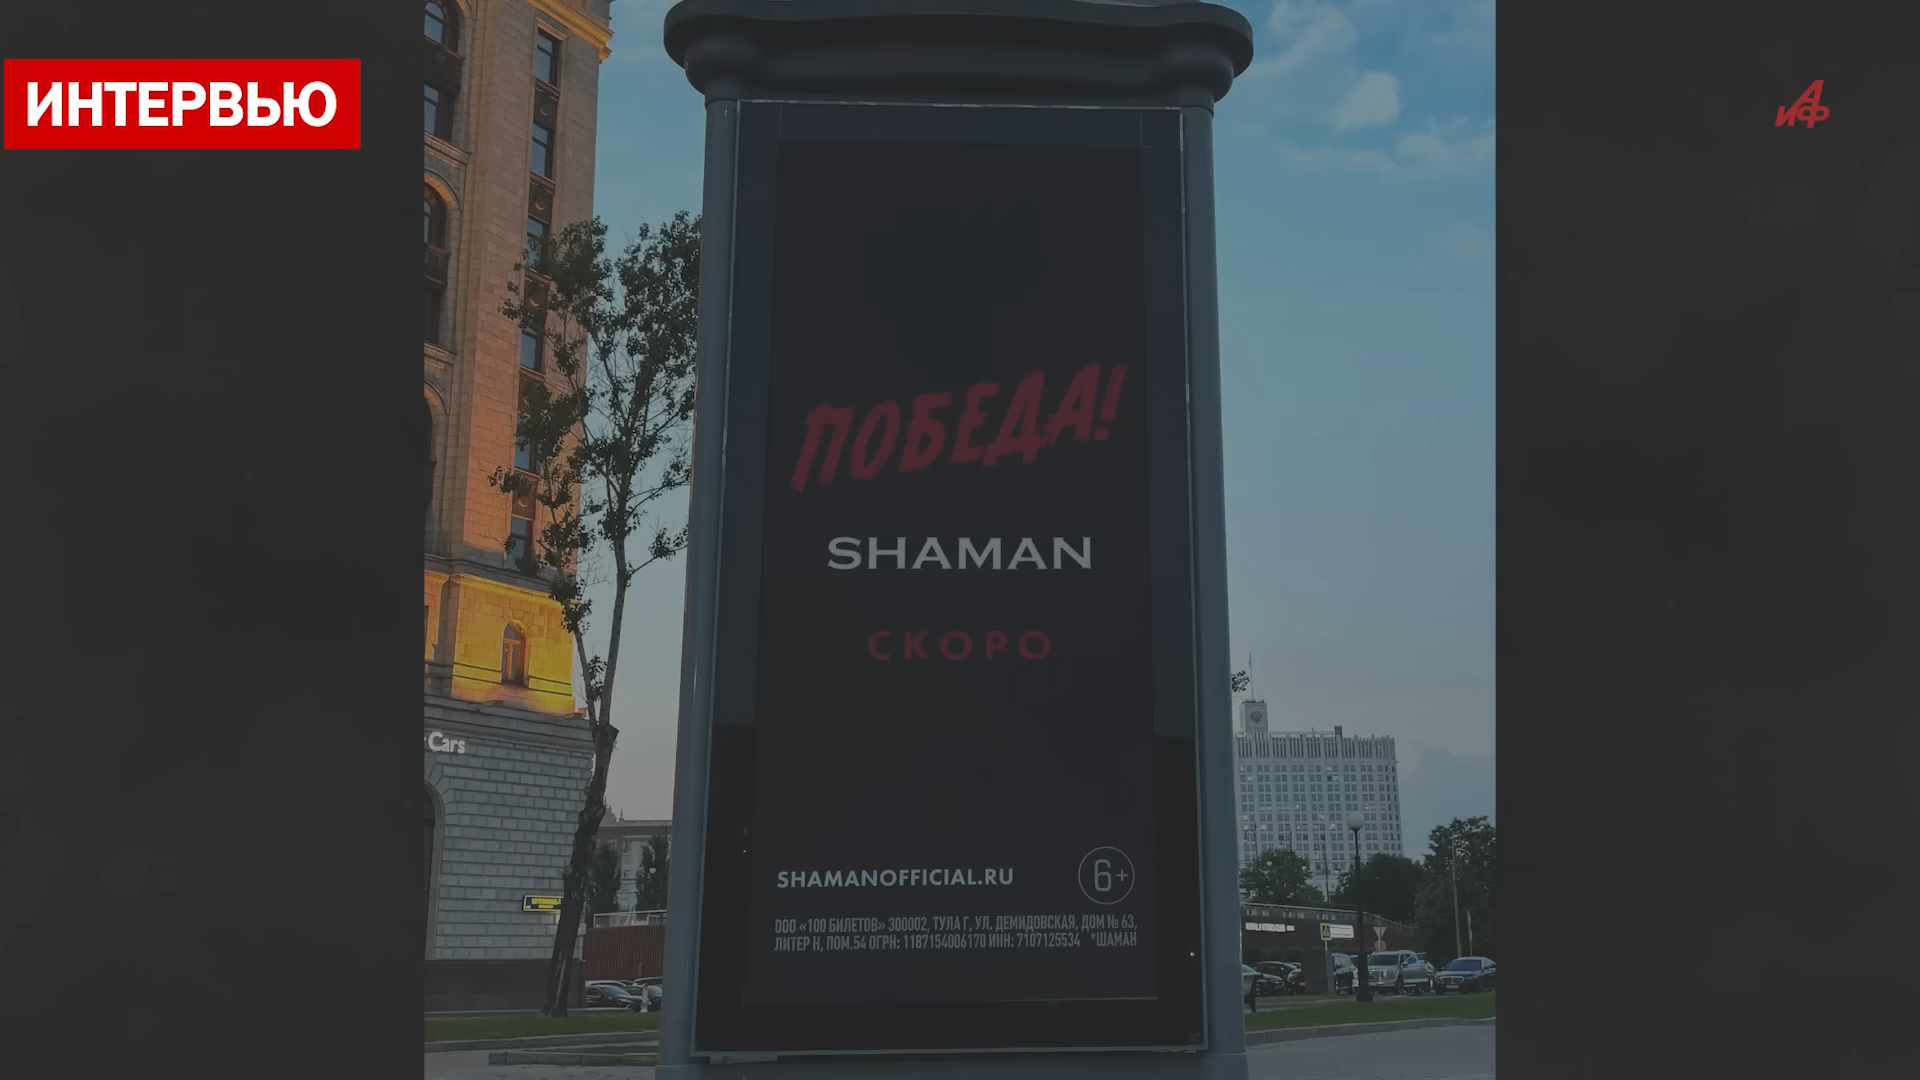 ИНТЕРВЬЮ
АиФ
ПОБЕДА!
SHAMAN
СКОРО
Cars
SHAMANOFFICIAL.RU
6+
ООО «100 БИЛЕТОВ» 300002, ТУЛА Г, УЛ. ДЕМИДОВСКАЯ, ДОМ № 63,
ЛИТЕР Н, ПОМ.54 ОГРН: 1187154006170 ИНН: 7107125534 *ШАМАН